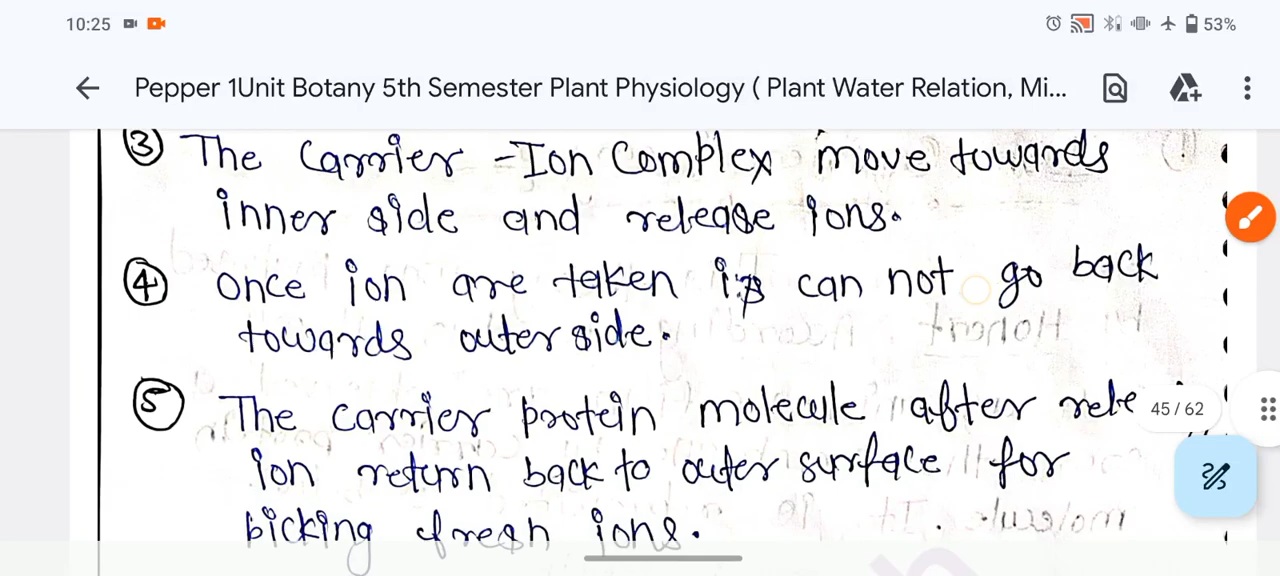 10:25
53%
Pepper 1Unit Botany 5th Semester Plant Physiology ( Plant Water Relation, Mi...
③ The Carrier - Ion Complex move towards
inner side and release ions.
④ Once ion are taken it can not go back
towards outer side.
⑤ The carrier protein molecule after rele
ion return back to outer surface for
bicking fresh ions.
45 / 62